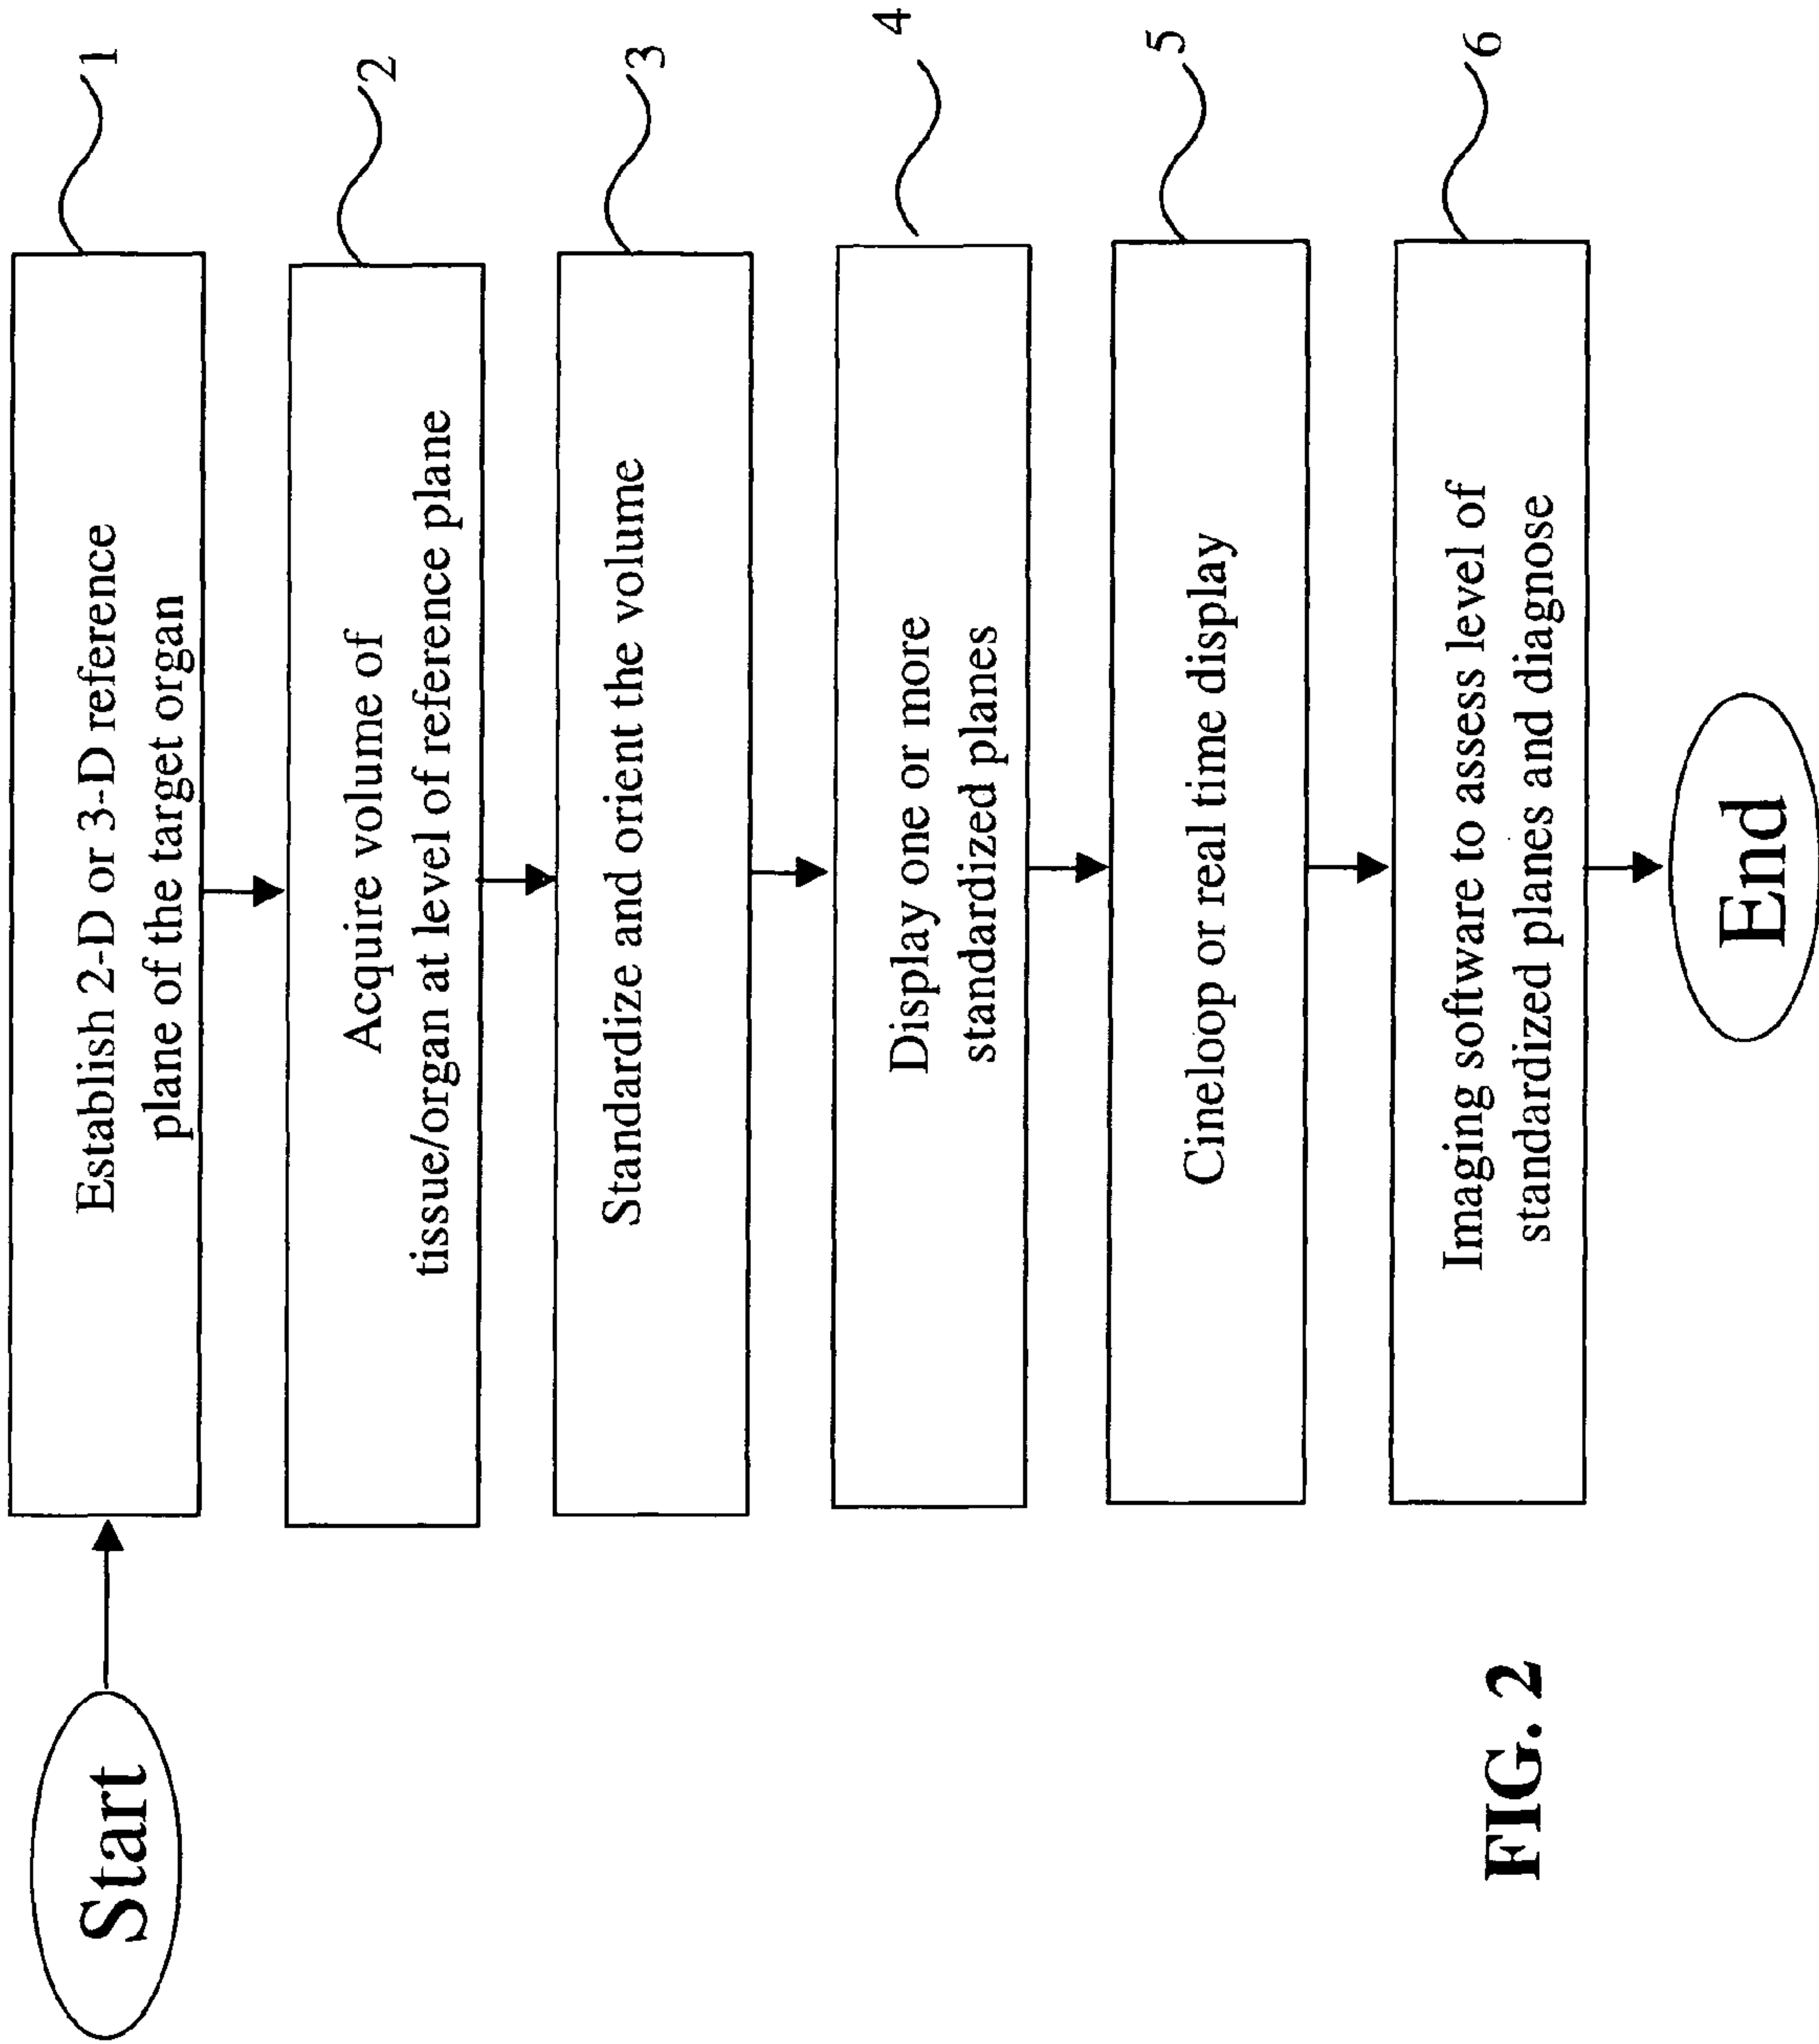 Start
Establish 2-D or 3-D reference
plane of the target organ
1
Acquire volume of
tissue/organ at level of reference plane
2
Standardize and orient the volume
3
Display one or more
standardized planes
4
Cineloop or real time display
5
Imaging software to assess level of
standardized planes and diagnose
6
End
FIG. 2